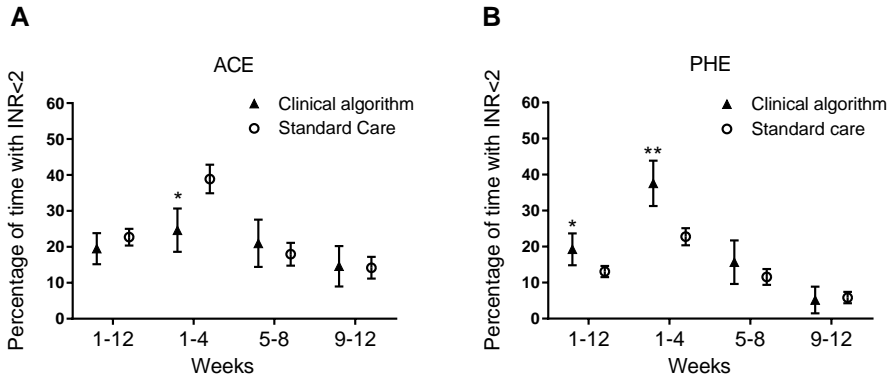 A
ACE
Percentage of time with INR<2
60
50
40
30
20
10
0
Clinical algorithm
Standard Care
*
1-12
1-4
5-8
9-12
Weeks
B
PHE
Percentage of time with INR<2
60
50
40
30
20
10
0
Clinical algorithm
Standard care
*
**
1-12
1-4
5-8
9-12
Weeks